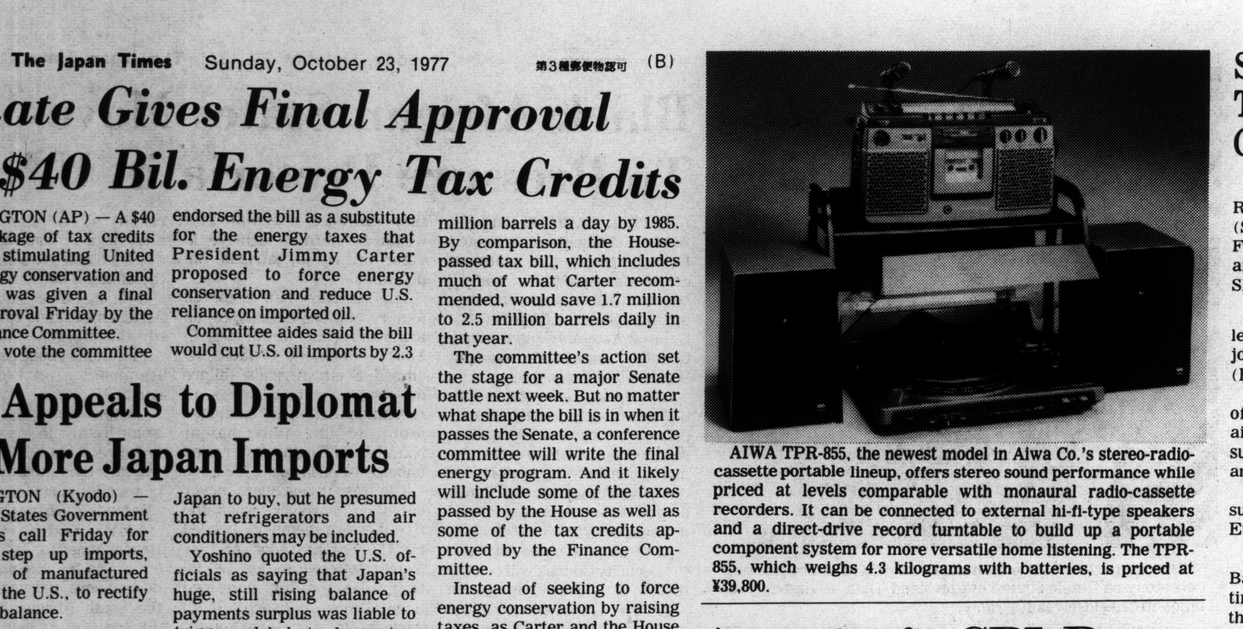 The Japan Times Sunday, October 23, 1977 第3種郵便物認可 (B)
ate Gives Final Approval
$40 Bil. Energy Tax Credits
GTON (AP) — A $40
kage of tax credits
stimulating United
gy conservation and
was given a final
roval Friday by the
ance Committee.
vote the committee
endorsed the bill as a substitute
for the energy taxes that
President Jimmy Carter
proposed to force energy
conservation and reduce U.S.
reliance on imported oil.
Committee aides said the bill
would cut U.S. oil imports by 2.3
million barrels a day by 1985.
By comparison, the House-
passed tax bill, which includes
much of what Carter recom-
mended, would save 1.7 million
to 2.5 million barrels daily in
that year.
The committee's action set
the stage for a major Senate
battle next week. But no matter
what shape the bill is in when it
passes the Senate, a conference
committee will write the final
energy program. And it likely
will include some of the taxes
passed by the House as well as
some of the tax credits ap-
proved by the Finance Com-
mittee.
Instead of seeking to force
energy conservation by raising
taxes, as Carter and the House
Appeals to Diplomat
More Japan Imports
GTON (Kyodo) —
States Government
s call Friday for
step up imports,
of manufactured
the U.S., to rectify
balance.
Japan to buy, but he presumed
that refrigerators and air
conditioners may be included.
Yoshino quoted the U.S. of-
ficials as saying that Japan's
huge, still rising balance of
payments surplus was liable to
AIWA TPR-855, the newest model in Aiwa Co.'s stereo-radio-
cassette portable lineup, offers stereo sound performance while
priced at levels comparable with monaural radio-cassette
recorders. It can be connected to external hi-fi-type speakers
and a direct-drive record turntable to build up a portable
component system for more versatile home listening. The TPR-
855, which weighs 4.3 kilograms with batteries, is priced at
¥39,800.